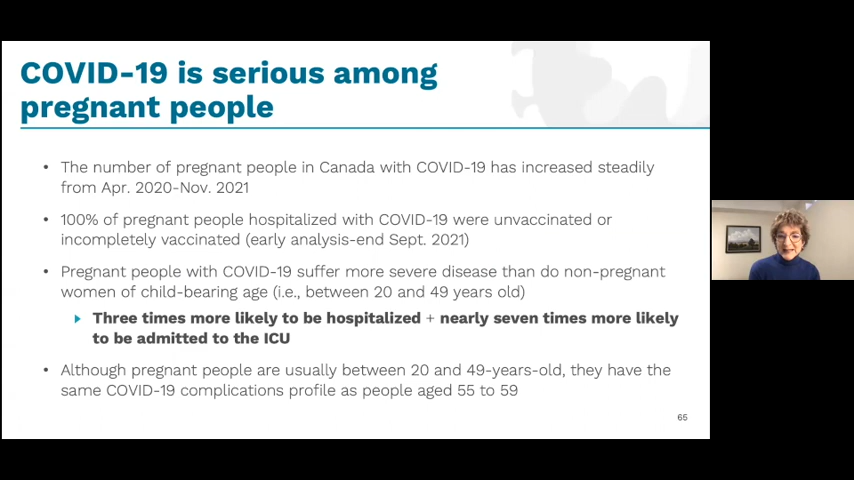 COVID-19 is serious among
pregnant people
• The number of pregnant people in Canada with COVID-19 has increased steadily
from Apr. 2020-Nov. 2021
• 100% of pregnant people hospitalized with COVID-19 were unvaccinated or
incompletely vaccinated (early analysis-end Sept. 2021)
• Pregnant people with COVID-19 suffer more severe disease than do non-pregnant
women of child-bearing age (i.e., between 20 and 49 years old)
Three times more likely to be hospitalized + nearly seven times more likely
to be admitted to the ICU
• Although pregnant people are usually between 20 and 49-years-old, they have the
same COVID-19 complications profile as people aged 55 to 59
65